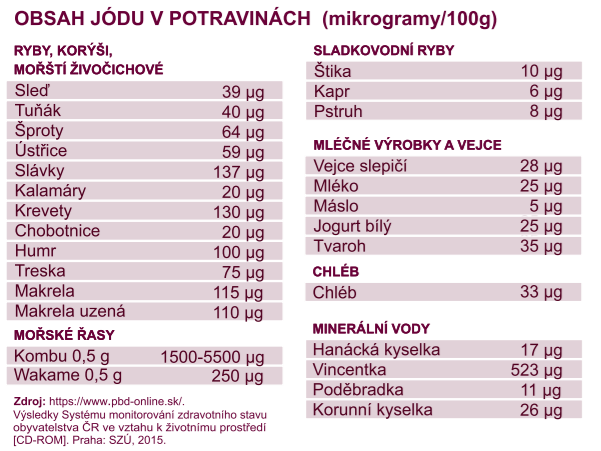 OBSAH JÓDU V POTRAVINÁCH (mikrogramy/100g)
RYBY, KORÝŠI,
MOŘŠTÍ ŽIVOČICHOVÉ
Sleď 39 µg
Tuňák 40 µg
Šproty 64 µg
Ústřice 59 µg
Slávky 137 µg
Kalamáry 20 µg
Krevety 130 µg
Chobotnice 20 µg
Humr 100 µg
Treska 75 µg
Makrela 115 µg
Makrela uzená 110 µg
MOŘSKÉ ŘASY
Kombu 0,5 g 1500-5500 µg
Wakame 0,5 g 250 µg
Zdroj: https://www.pbd-online.sk/.
Výsledky Systému monitorování zdravotního stavu
obyvatelstva ČR ve vztahu k životnímu prostředí
[CD-ROM]. Praha: SZÚ, 2015.
SLADKOVODNÍ RYBY
Štika 10 µg
Kapr 6 µg
Pstruh 8 µg
MLÉČNÉ VÝROBKY A VEJCE
Vejce slepičí 28 µg
Mléko 25 µg
Máslo 5 µg
Jogurt bílý 25 µg
Tvaroh 35 µg
CHLÉB
Chléb 33 µg
MINERÁLNÍ VODY
Hanácká kyselka 17 µg
Vincentka 523 µg
Poděbradka 11 µg
Korunní kyselka 26 µg